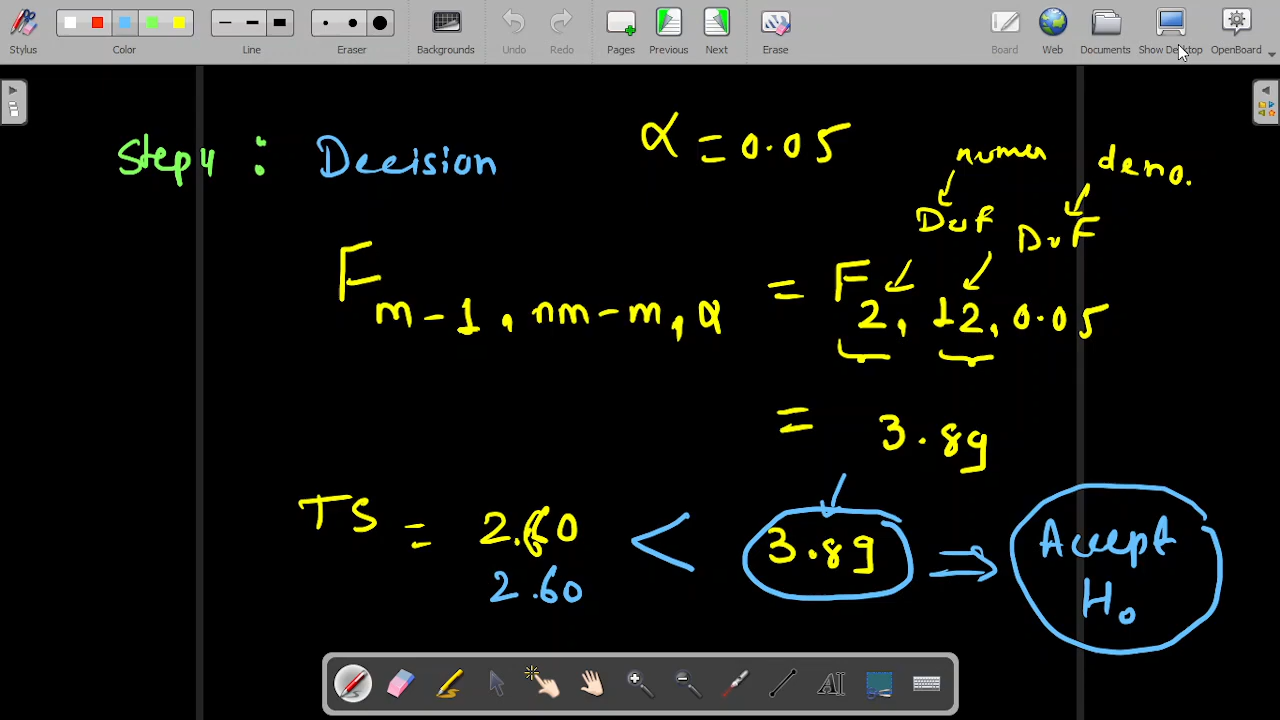 Stylus Color Line Eraser Backgrounds Undo Redo Pages Previous Next Erase Board Web Documents Show Desktop OpenBoard
Step 4 : Decision α = 0.05
numer deno.
DoF DoF
F m-1, nm-m, α = F 2, 12, 0.05
= 3.89
TS = 2.60 < 3.89 ⇒ Accept H₀
2.60
AI